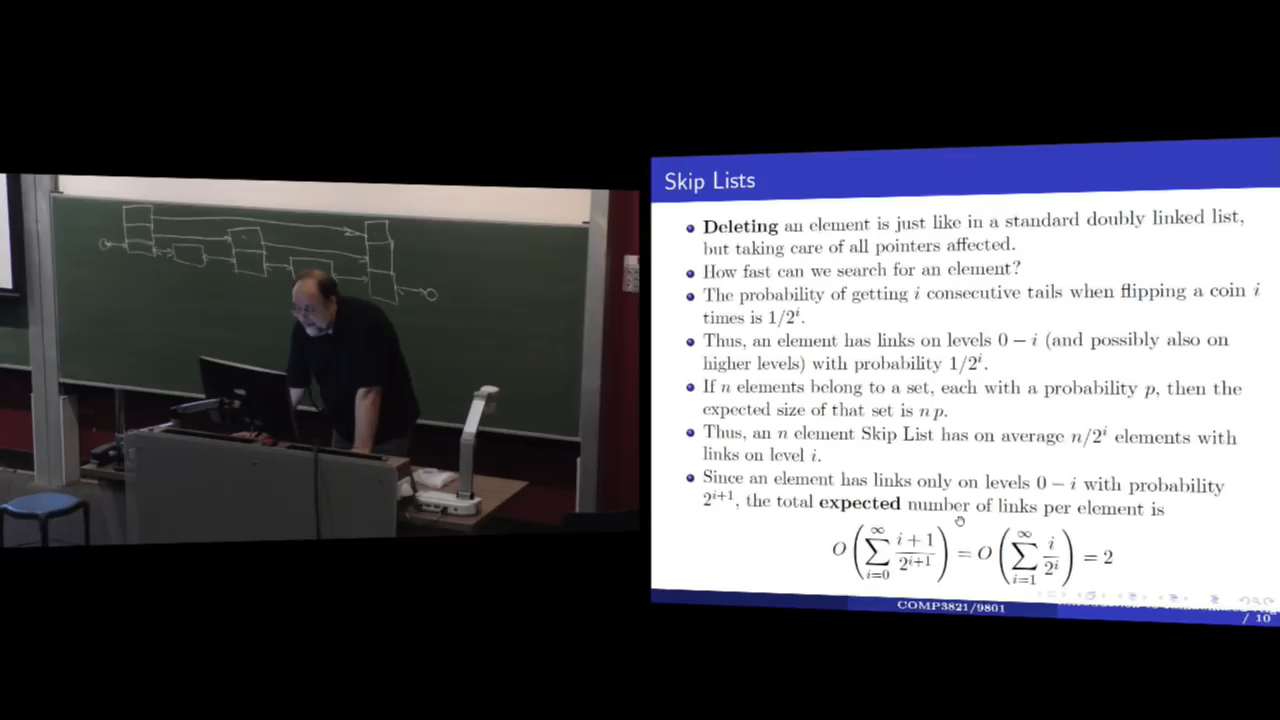 Skip Lists
Deleting an element is just like in a standard doubly linked list,
but taking care of all pointers affected.
How fast can we search for an element?
The probability of getting i consecutive tails when flipping a coin i
times is 1/2^i.
Thus, an element has links on levels 0 − i (and possibly also on
higher levels) with probability 1/2^i.
If n elements belong to a set, each with a probability p, then the
expected size of that set is n p.
Thus, an n element Skip List has on average n/2^i elements with
links on level i.
Since an element has links only on levels 0 − i with probability
2^{i+1}, the total expected number of links per element is
O(∑_{i=0}^{∞} (i+1)/2^{i+1}) = O(∑_{i=1}^{∞} i/2^i) = 2
COMP3821/9801
/ 10